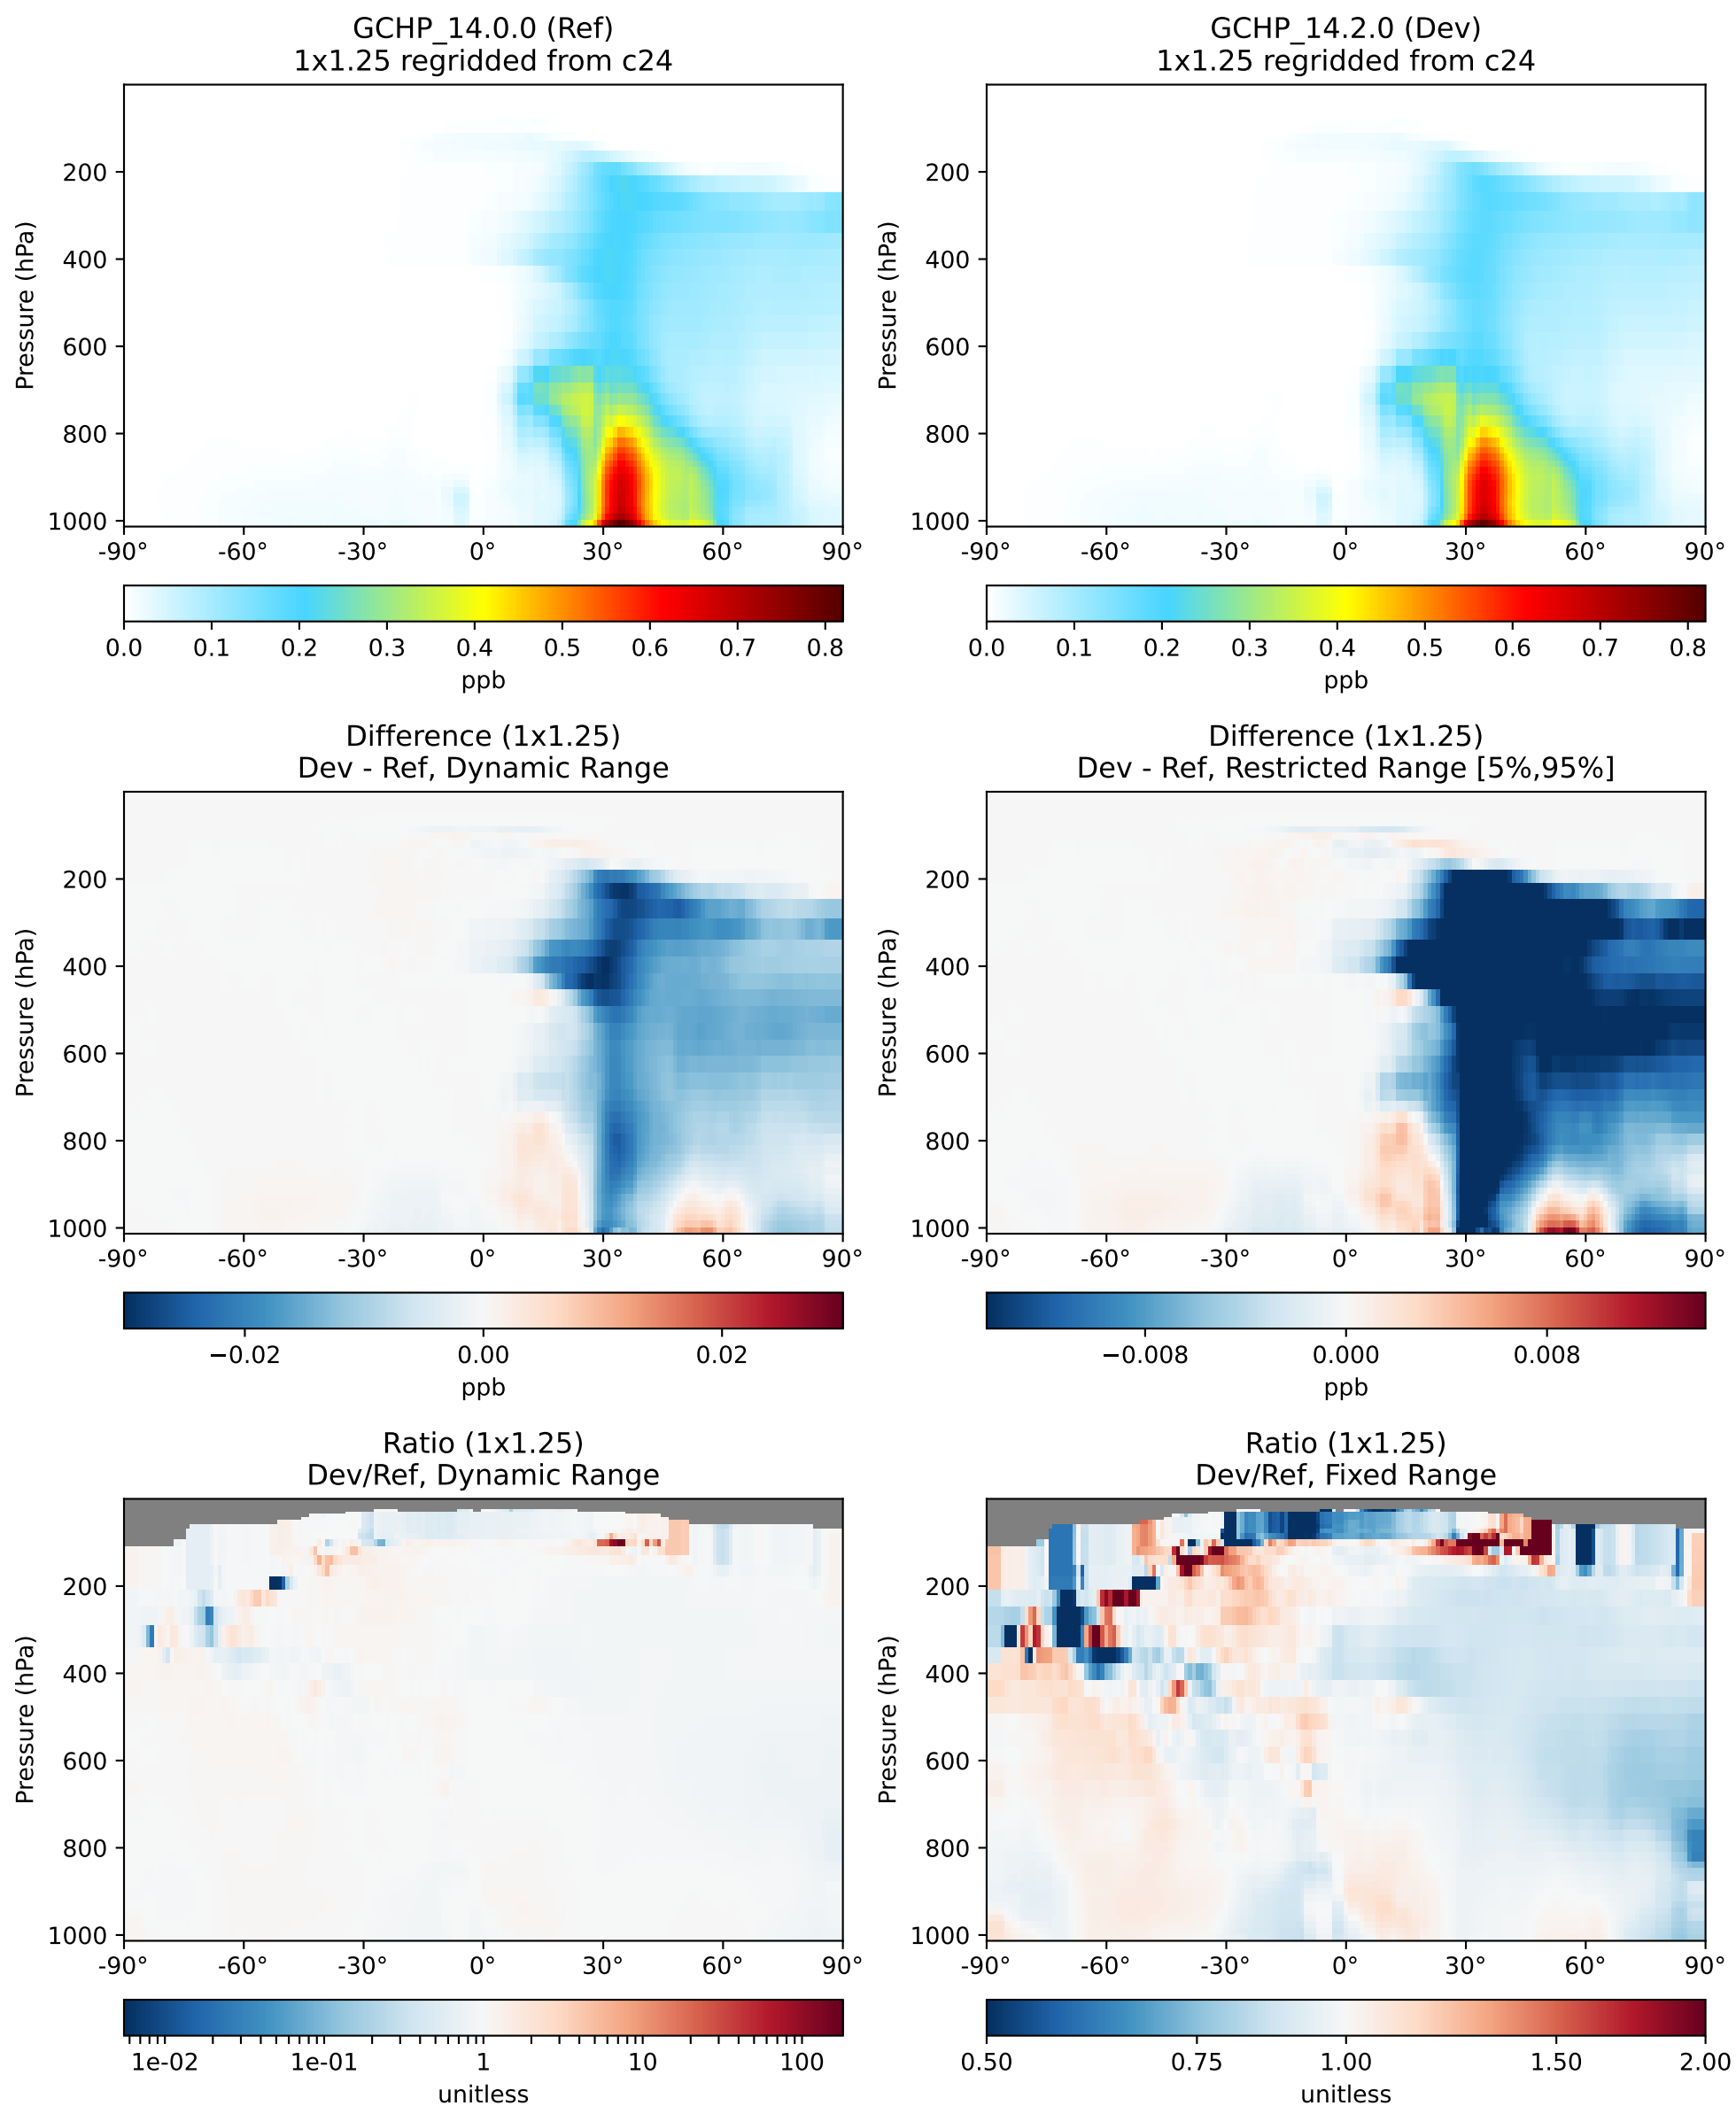 GCHP_14.0.0 (Ref)
1x1.25 regridded from c24
GCHP_14.2.0 (Dev)
1x1.25 regridded from c24
Pressure (hPa)
200
400
600
800
1000
-90° -60° -30° 0° 30° 60° 90°
0.0 0.1 0.2 0.3 0.4 0.5 0.6 0.7 0.8
ppb
Pressure (hPa)
200
400
600
800
1000
-90° -60° -30° 0° 30° 60° 90°
0.0 0.1 0.2 0.3 0.4 0.5 0.6 0.7 0.8
ppb
Difference (1x1.25)
Dev - Ref, Dynamic Range
Difference (1x1.25)
Dev - Ref, Restricted Range [5%,95%]
Pressure (hPa)
200
400
600
800
1000
-90° -60° -30° 0° 30° 60° 90°
−0.02 0.00 0.02
ppb
Pressure (hPa)
200
400
600
800
1000
-90° -60° -30° 0° 30° 60° 90°
−0.008 0.000 0.008
ppb
Ratio (1x1.25)
Dev/Ref, Dynamic Range
Ratio (1x1.25)
Dev/Ref, Fixed Range
Pressure (hPa)
200
400
600
800
1000
-90° -60° -30° 0° 30° 60° 90°
1e-02 1e-01 1 10 100
unitless
Pressure (hPa)
200
400
600
800
1000
-90° -60° -30° 0° 30° 60° 90°
0.50 0.75 1.00 1.50 2.00
unitless